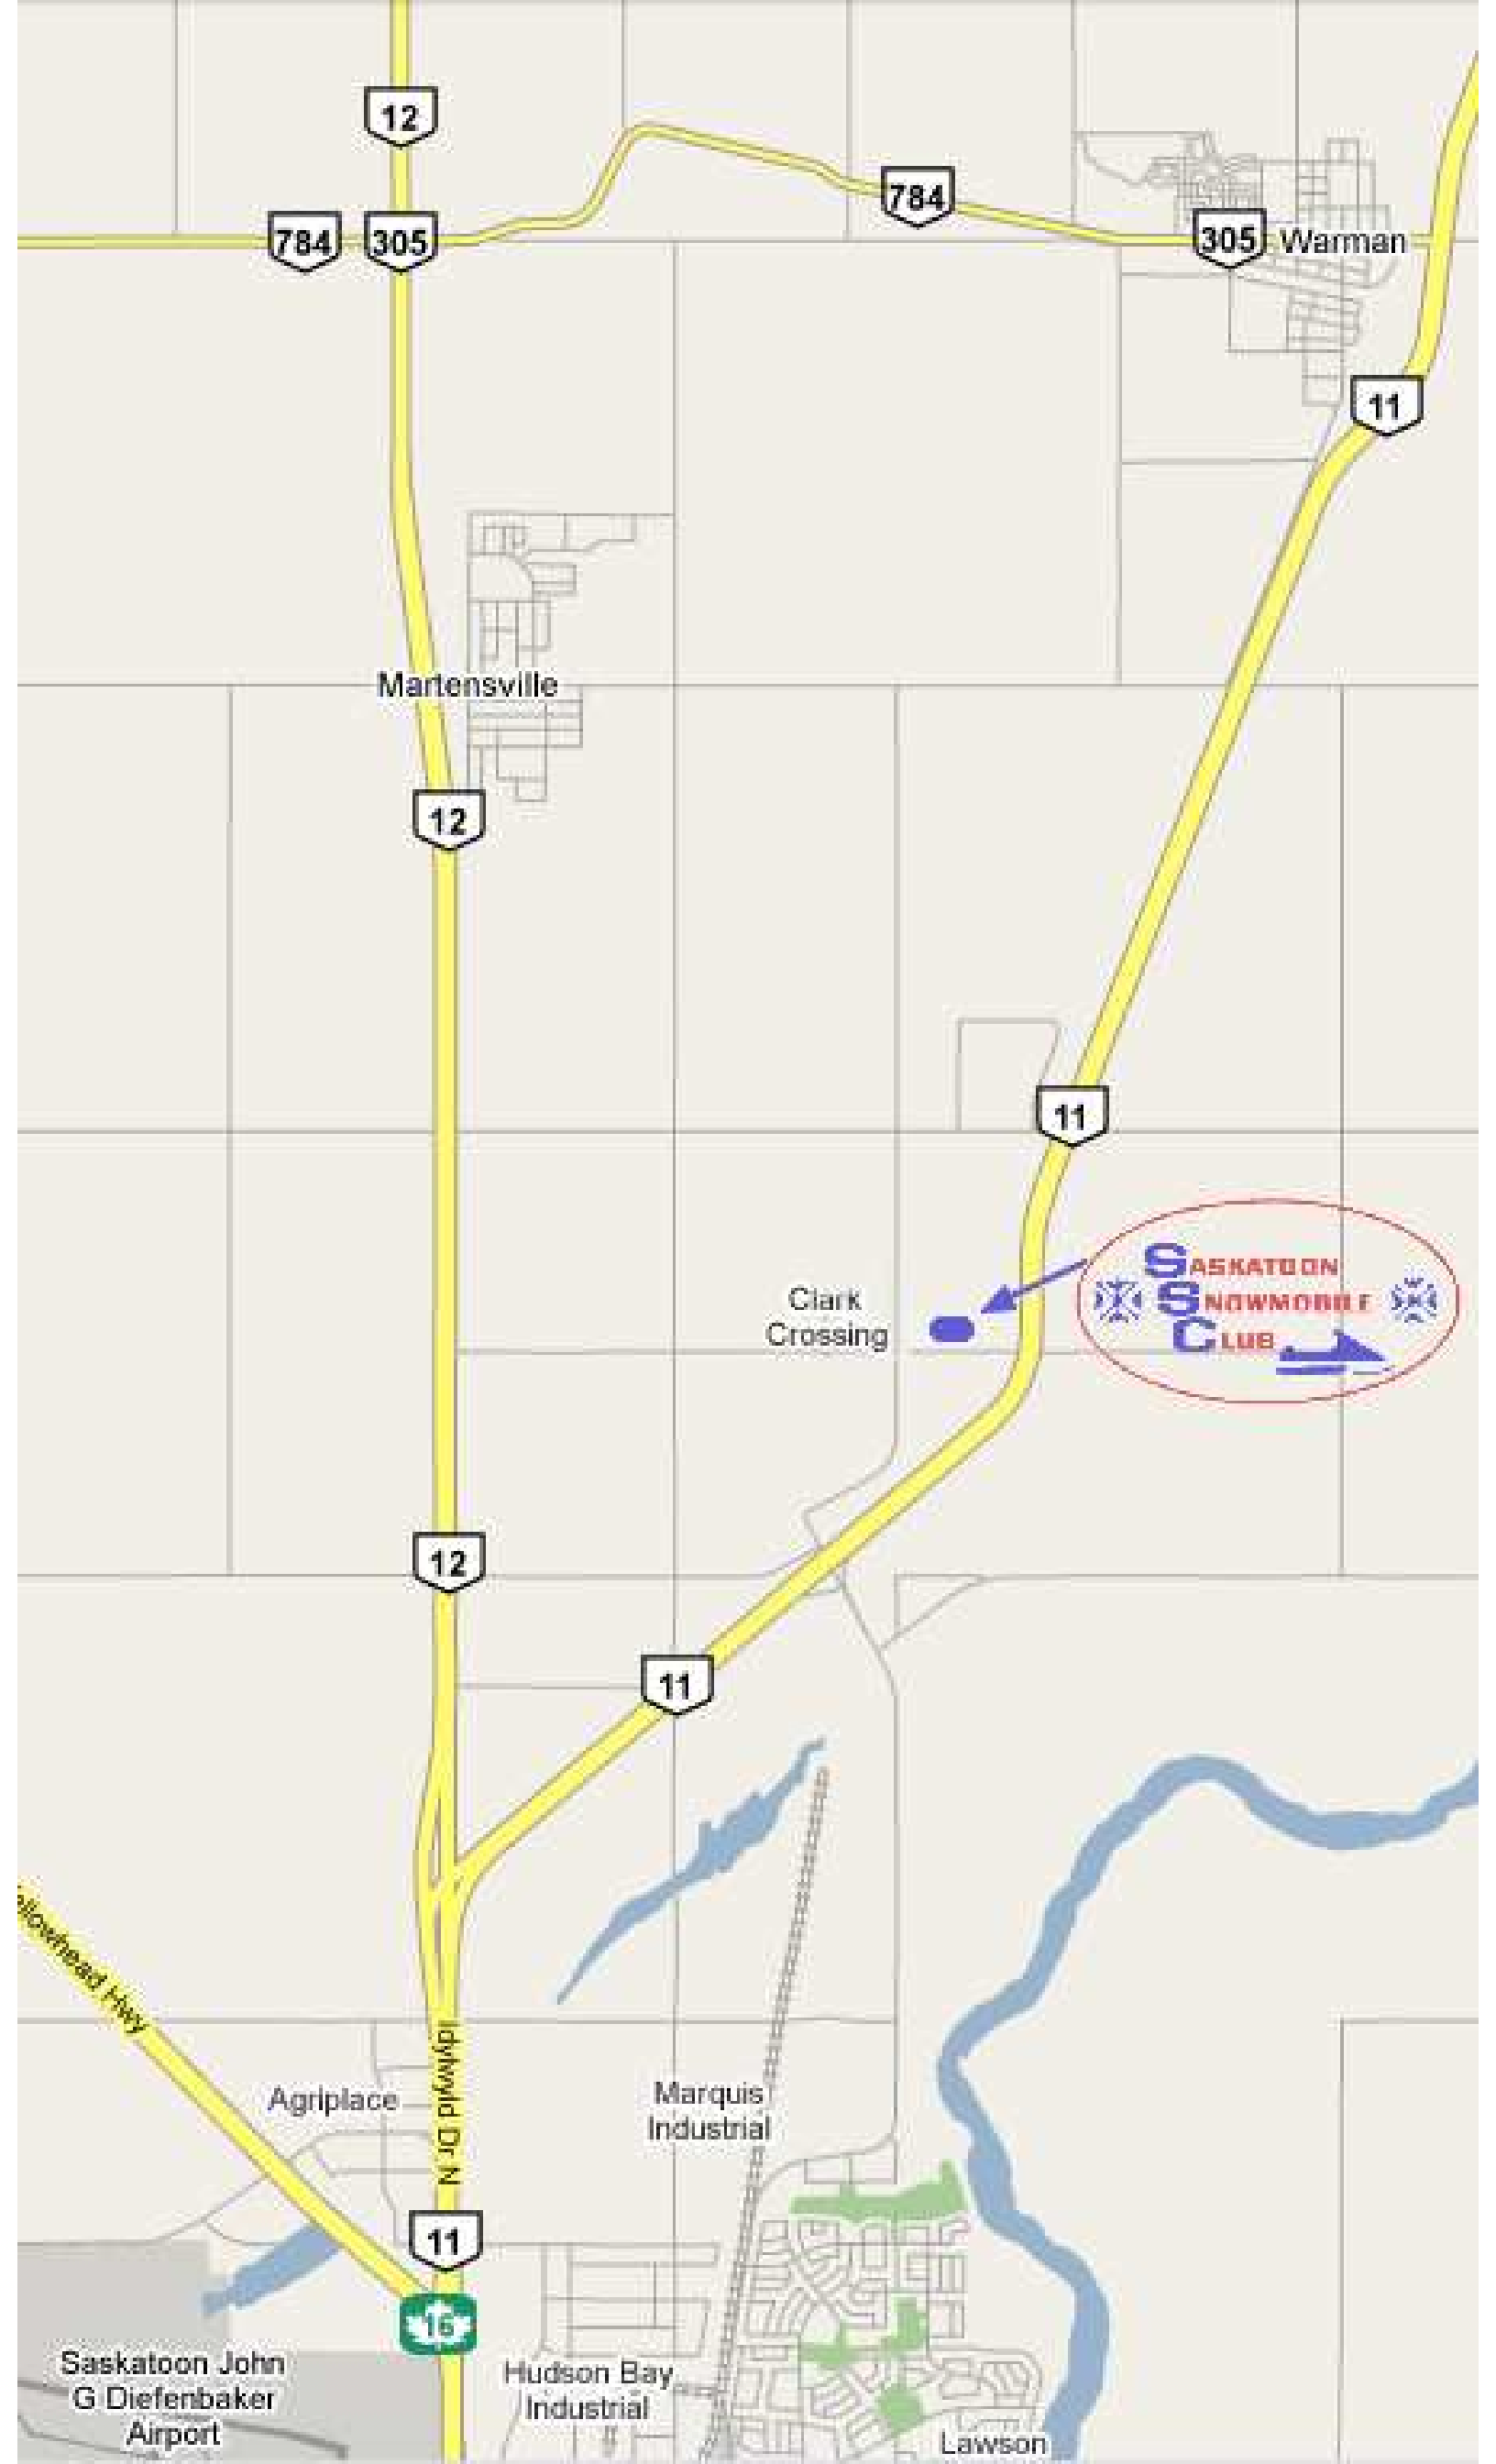 12
784
784
305
305
Warman
11
Martensville
12
11
SASKATOON
SNOWMOBILE
CLUB
Clark
Crossing
12
11
Hwy
Idylwyld Dr N
Agriplace
Marquis
Industrial
11
16
Saskatoon John
G Diefenbaker
Airport
Hudson Bay
Industrial
Lawson